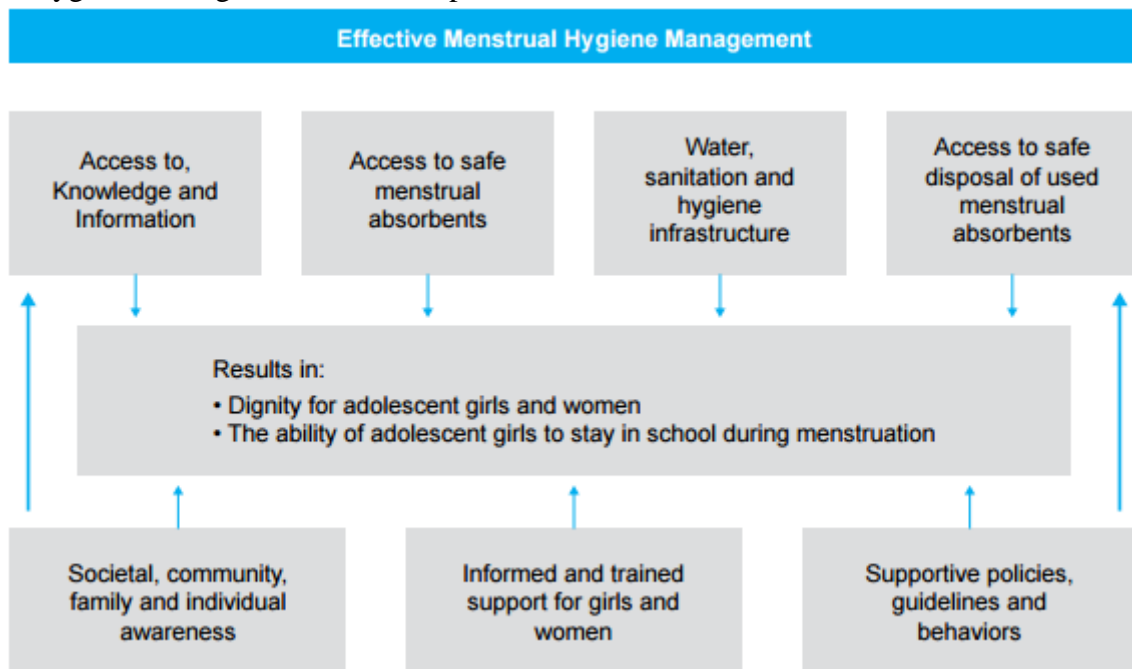 Effective Menstrual Hygiene Management
Access to,
Knowledge and
Information
Access to safe
menstrual
absorbents
Water,
sanitation and
hygiene
infrastructure
Access to safe
disposal of used
menstrual
absorbents
Results in:
• Dignity for adolescent girls and women
• The ability of adolescent girls to stay in school during menstruation
Societal, community,
family and individual
awareness
Informed and trained
support for girls and
women
Supportive policies,
guidelines and
behaviors